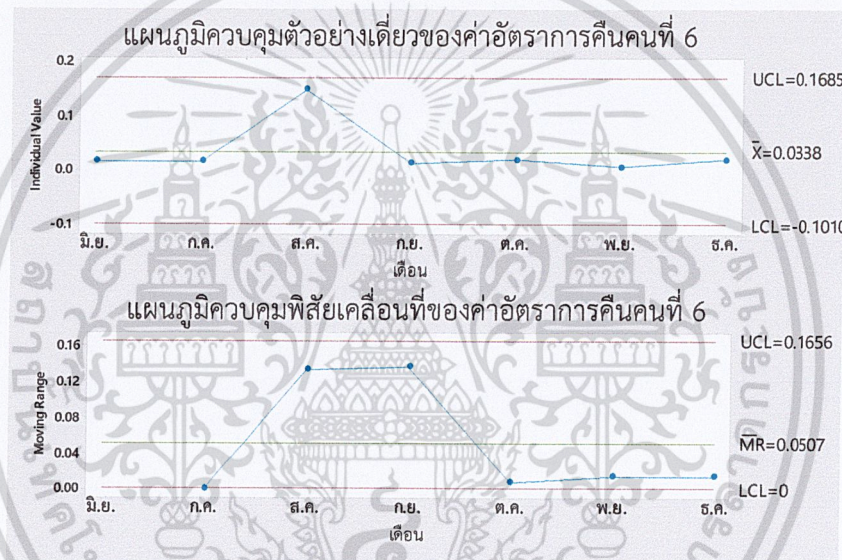 แผนภูมิควบคุมตัวอย่างเดี่ยวของค่าอัตราการคืนคนที่ 6
0.2
0.1
0.0
-0.1
Individual Value
UCL=0.1685
X̄=0.0338
LCL=-0.1010
มิ.ย. ก.ค. ส.ค. ก.ย. ต.ค. พ.ย. ธ.ค.
เดือน
แผนภูมิควบคุมพิสัยเคลื่อนที่ของค่าอัตราการคืนคนที่ 6
0.16
0.12
0.08
0.04
0.00
Moving Range
UCL=0.1656
M̅R̅=0.0507
LCL=0
มิ.ย. ก.ค. ส.ค. ก.ย. ต.ค. พ.ย. ธ.ค.
เดือน